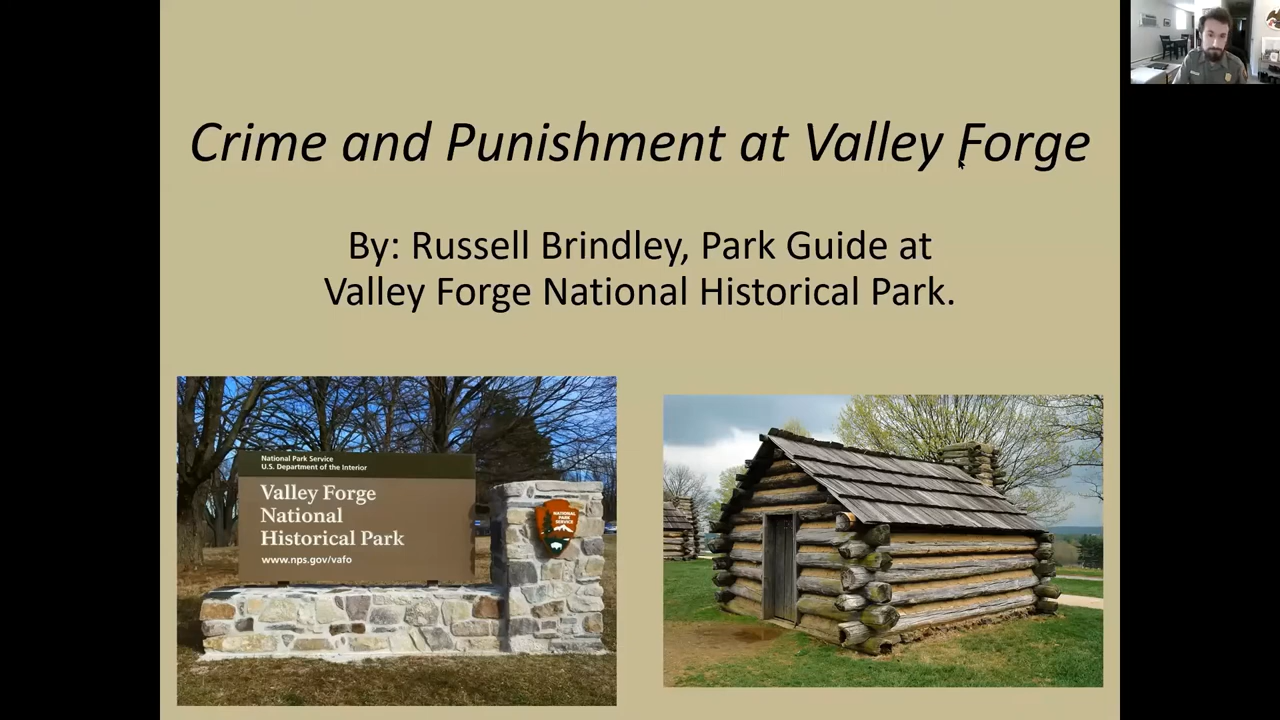 Crime and Punishment at Valley Forge
By: Russell Brindley, Park Guide at
Valley Forge National Historical Park.
National Park Service
U.S. Department of the Interior
Valley Forge
National
Historical Park
www.nps.gov/vafo
NATIONAL
PARK
SERVICE